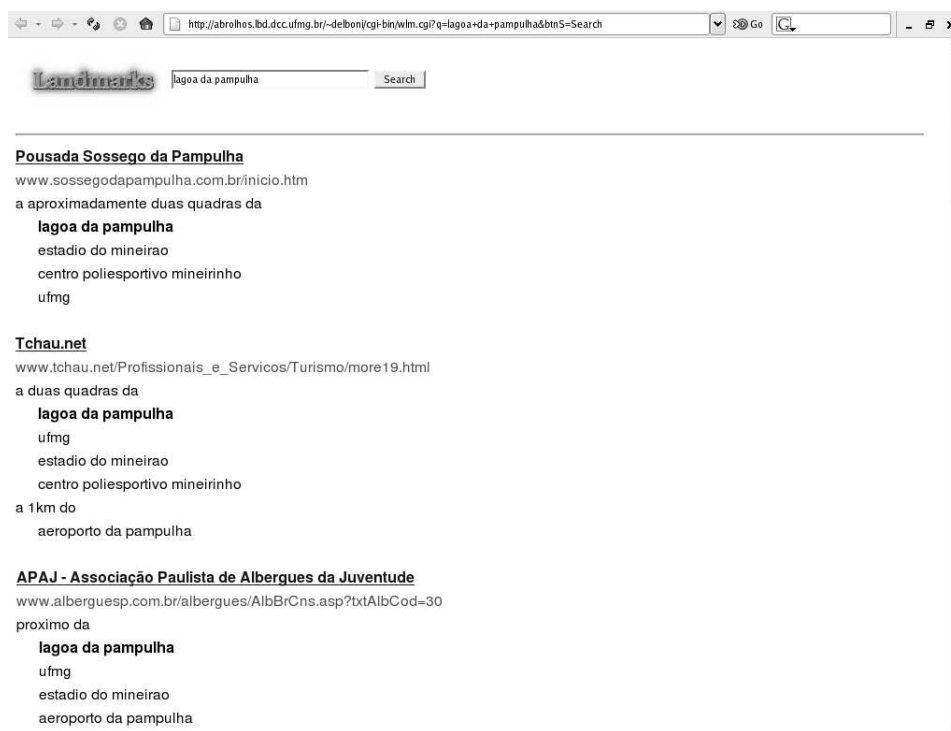 http://abrolhos.lbd.dcc.ufmg.br/~delboni/cgi-bin/wlm.cgi?q=lagoa+da+pampulha&btnS=Search Go G
Landmarks lagoa da pampulha Search
Pousada Sossego da Pampulha
www.sossegodapampulha.com.br/inicio.htm
a aproximadamente duas quadras da
lagoa da pampulha
estadio do mineirao
centro poliesportivo mineirinho
ufmg
Tchau.net
www.tchau.net/Profissionais_e_Servicos/Turismo/more19.html
a duas quadras da
lagoa da pampulha
ufmg
estadio do mineirao
centro poliesportivo mineirinho
a 1km do
aeroporto da pampulha
APAJ - Associação Paulista de Albergues da Juventude
www.alberguesp.com.br/albergues/AlbBrCns.asp?txtAlbCod=30
proximo da
lagoa da pampulha
ufmg
estadio do mineirao
aeroporto da pampulha